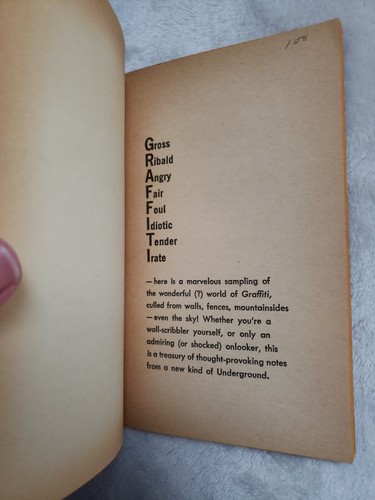 1.00
Gross
Ribald
Angry
Fair
Foul
Idiotic
Tender
Irate
—here is a marvelous sampling of
the wonderful (?) world of Graffiti,
culled from walls, fences, mountainsides
—even the sky! Whether you're a
wall-scribbler yourself, or only an
admiring (or shocked) onlooker, this
is a treasury of thought-provoking notes
from a new kind of Underground.